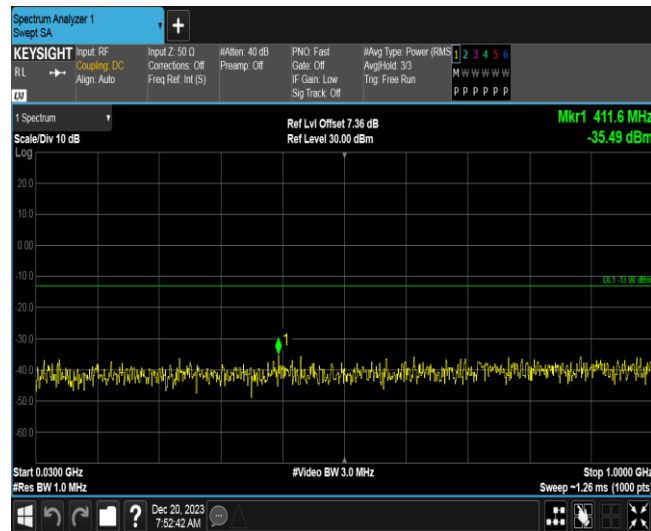 Spectrum Analyzer 1
Swept SA
+
KEYSIGHT
RL
LXI
Input: RF
Coupling: DC
Align: Auto
Input Z: 50 Ω
Corrections: Off
Freq Ref: Int (S)
#Atten: 40 dB
Preamp: Off
PNO: Fast
Gate: Off
IF Gain: Low
Sig Track: Off
#Avg Type: Power (RMS
Avg|Hold: 3/3
Trig: Free Run
1 2 3 4 5 6
M W W W W W
P P P P P P
1 Spectrum
Scale/Div 10 dB
Log
Ref Lvl Offset 7.36 dB
Ref Level 30.00 dBm
Mkr1 411.6 MHz
-35.49 dBm
20.0
10.0
0.00
-10.0
DL1 -13.00 dBm
-20.0
-30.0
1
-40.0
-50.0
-60.0
Start 0.0300 GHz
#Res BW 1.0 MHz
#Video BW 3.0 MHz
Stop 1.0000 GHz
Sweep ~1.26 ms (1000 pts)
?
Dec 20, 2023
7:52:42 AM